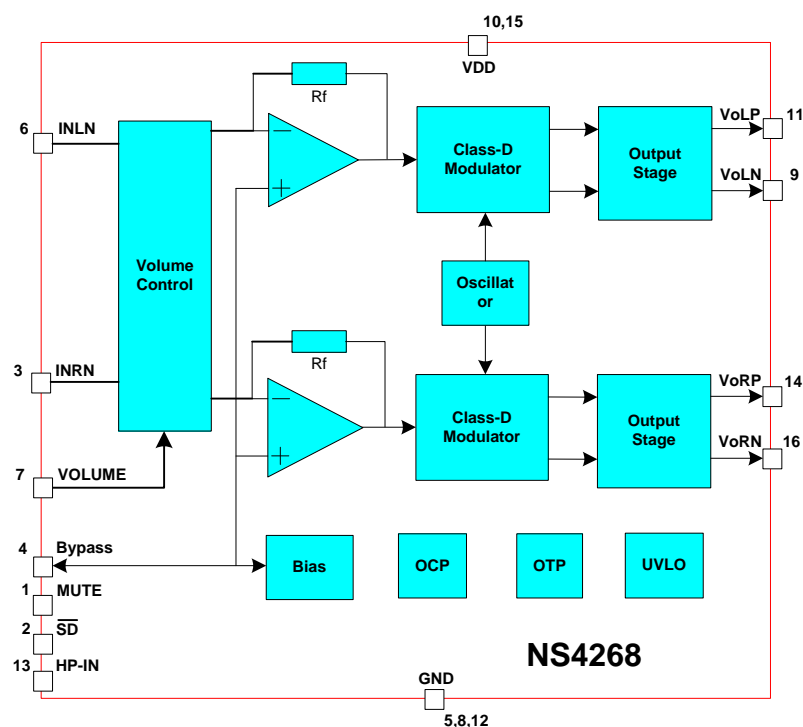 10,15
VDD
6
INLN
Rf
Class-D
Modulator
Output
Stage
VoLP
11
VoLN
9
Volume
Control
Oscillat
or
3
INRN
Rf
Class-D
Modulator
Output
Stage
VoRP
14
VoRN
16
7
VOLUME
4
Bypass
Bias
OCP
OTP
UVLO
1
MUTE
2
SD
13
HP-IN
NS4268
GND
5,8,12